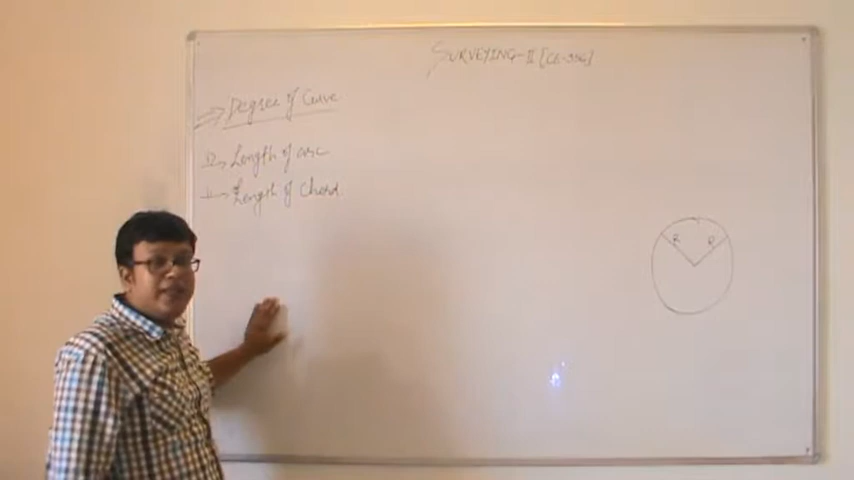 SURVEYING-II [CE-356]
Degree of Curve
Length of arc
Length of Chord
R R